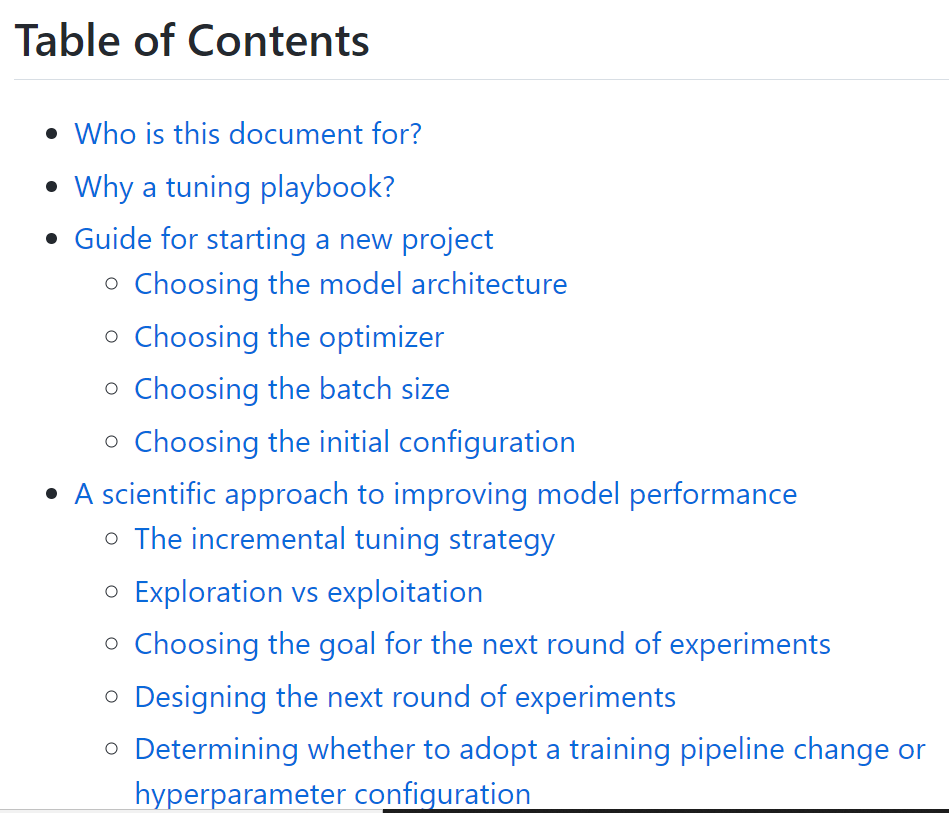 Table of Contents
Who is this document for?
Why a tuning playbook?
Guide for starting a new project
Choosing the model architecture
Choosing the optimizer
Choosing the batch size
Choosing the initial configuration
A scientific approach to improving model performance
The incremental tuning strategy
Exploration vs exploitation
Choosing the goal for the next round of experiments
Designing the next round of experiments
Determining whether to adopt a training pipeline change or
hyperparameter configuration